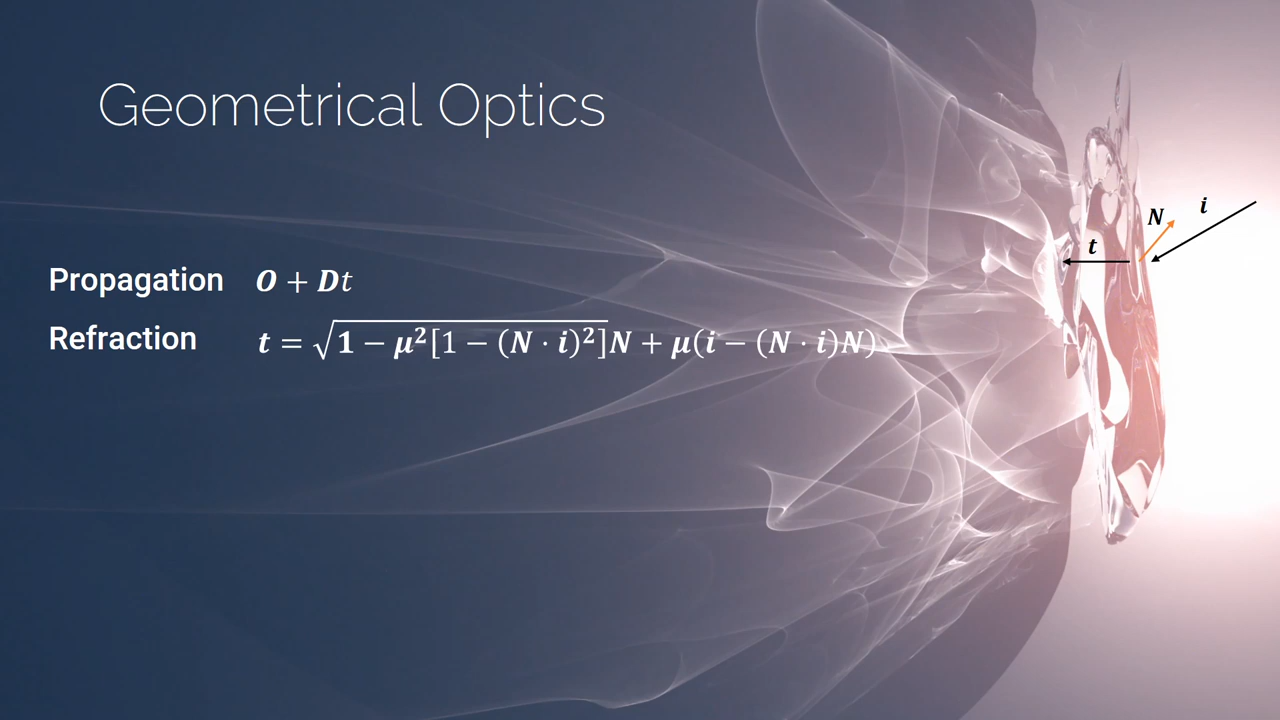 Geometrical Optics
Propagation O + Dt
Refraction t = √1 − μ²[1 − (N · i)²]N + μ(i − (N · i)N)
N i
t